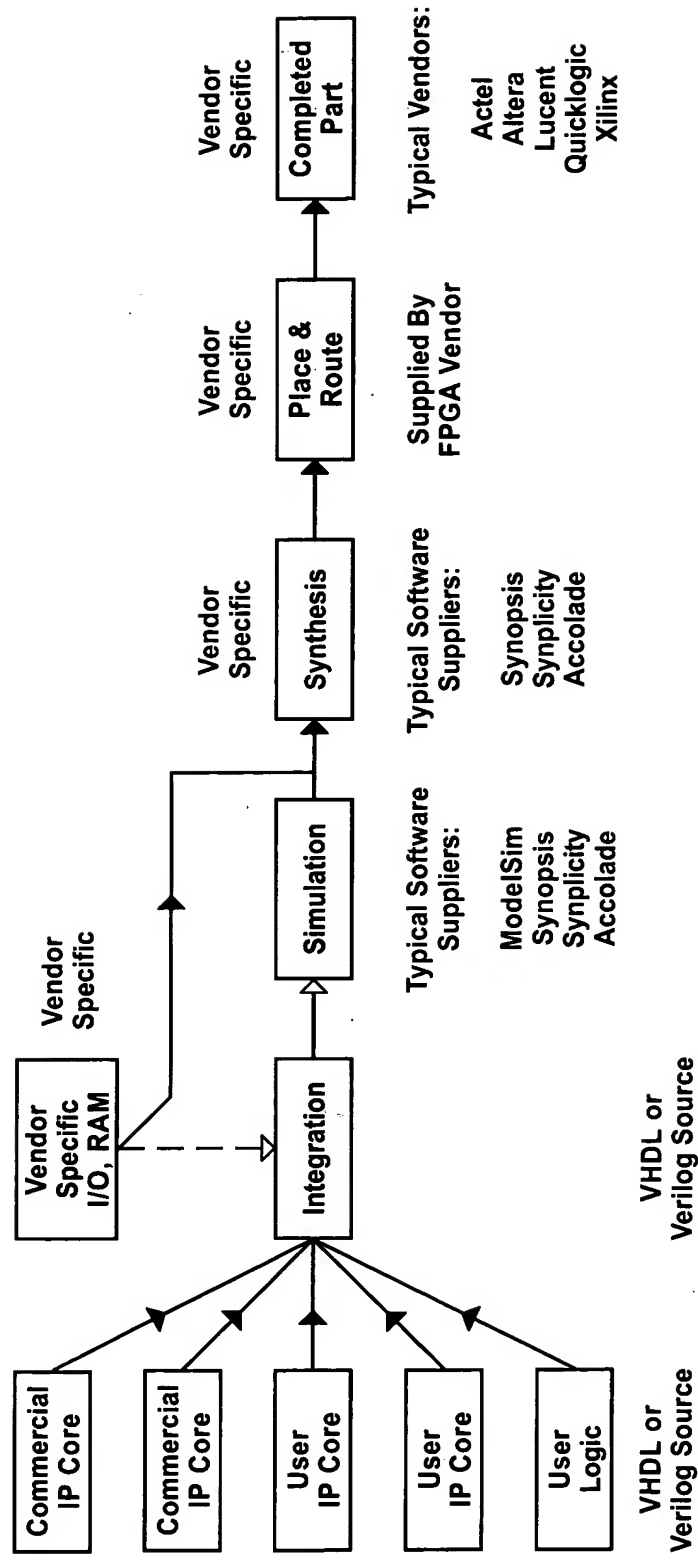 Commercial
IP Core
Commercial
IP Core
User
IP Core
User
IP Core
User
Logic
VHDL or
Verilog Source
Vendor
Specific
I/O, RAM
Vendor
Specific
Integration
VHDL or
Verilog Source
Simulation
Typical Software
Suppliers:
ModelSim
Synopsis
Synplicity
Accolade
Vendor
Specific
Synthesis
Typical Software
Suppliers:
Synopsis
Synplicity
Accolade
Vendor
Specific
Place &
Route
Supplied By
FPGA Vendor
Vendor
Specific
Completed
Part
Typical Vendors:
Actel
Altera
Lucent
Quicklogic
Xilinx